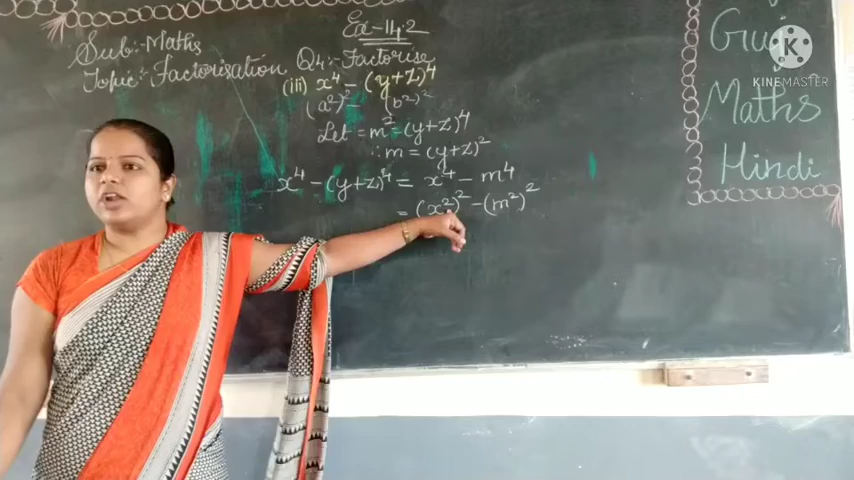 Ex-14.2
Sub:- Maths
Topic:- Factorisation
Q4:- Factorise
(iii) x⁴ - (y+z)⁴
(a²)² - (b²)²
Let = m² = (y+z)⁴
∴ m = (y+z)²
x⁴ - (y+z)⁴ = x⁴ - m⁴
= (x²)² - (m²)²
Maths
Hindi
K
KINEMASTER